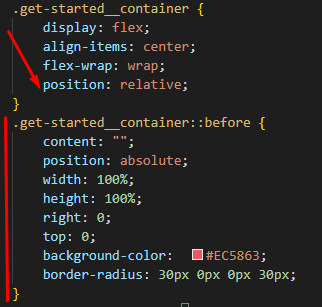 .get-started__container {
display: flex;
align-items: center;
flex-wrap: wrap;
position: relative;
}
.get-started__container::before {
content: "";
position: absolute;
width: 100%;
height: 100%;
right: 0;
top: 0;
background-color: #EC5863;
border-radius: 30px 0px 0px 30px;
}